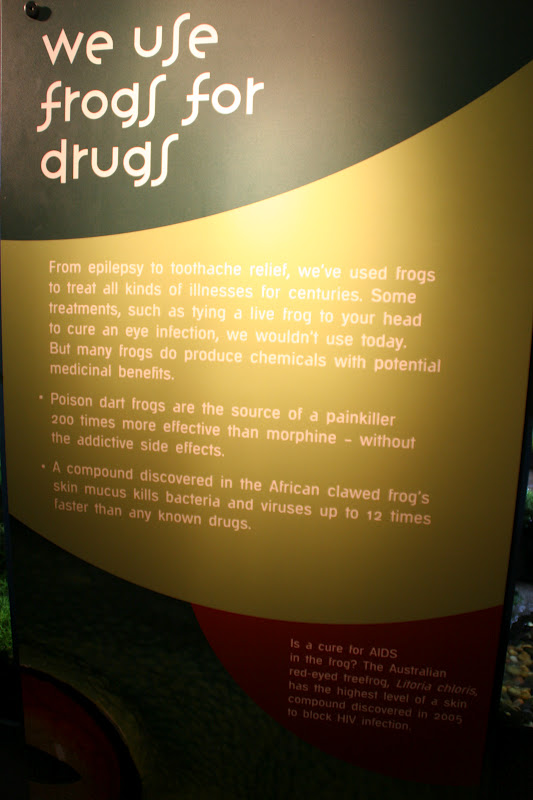 we use
frogs for
drugs
From epilepsy to toothache relief, we've used frogs
to treat all kinds of illnesses for centuries. Some
treatments, such as tying a live frog to your head
to cure an eye infection, we wouldn't use today.
But many frogs do produce chemicals with potential
medicinal benefits.
• Poison dart frogs are the source of a painkiller
200 times more effective than morphine – without
the addictive side effects.
• A compound discovered in the African clawed frog's
skin mucus kills bacteria and viruses up to 12 times
faster than any known drugs.
Is a cure for AIDS
in the frog? The Australian
red-eyed treefrog, Litoria chloris,
has the highest level of a skin
compound discovered in 2005
to block HIV infection.